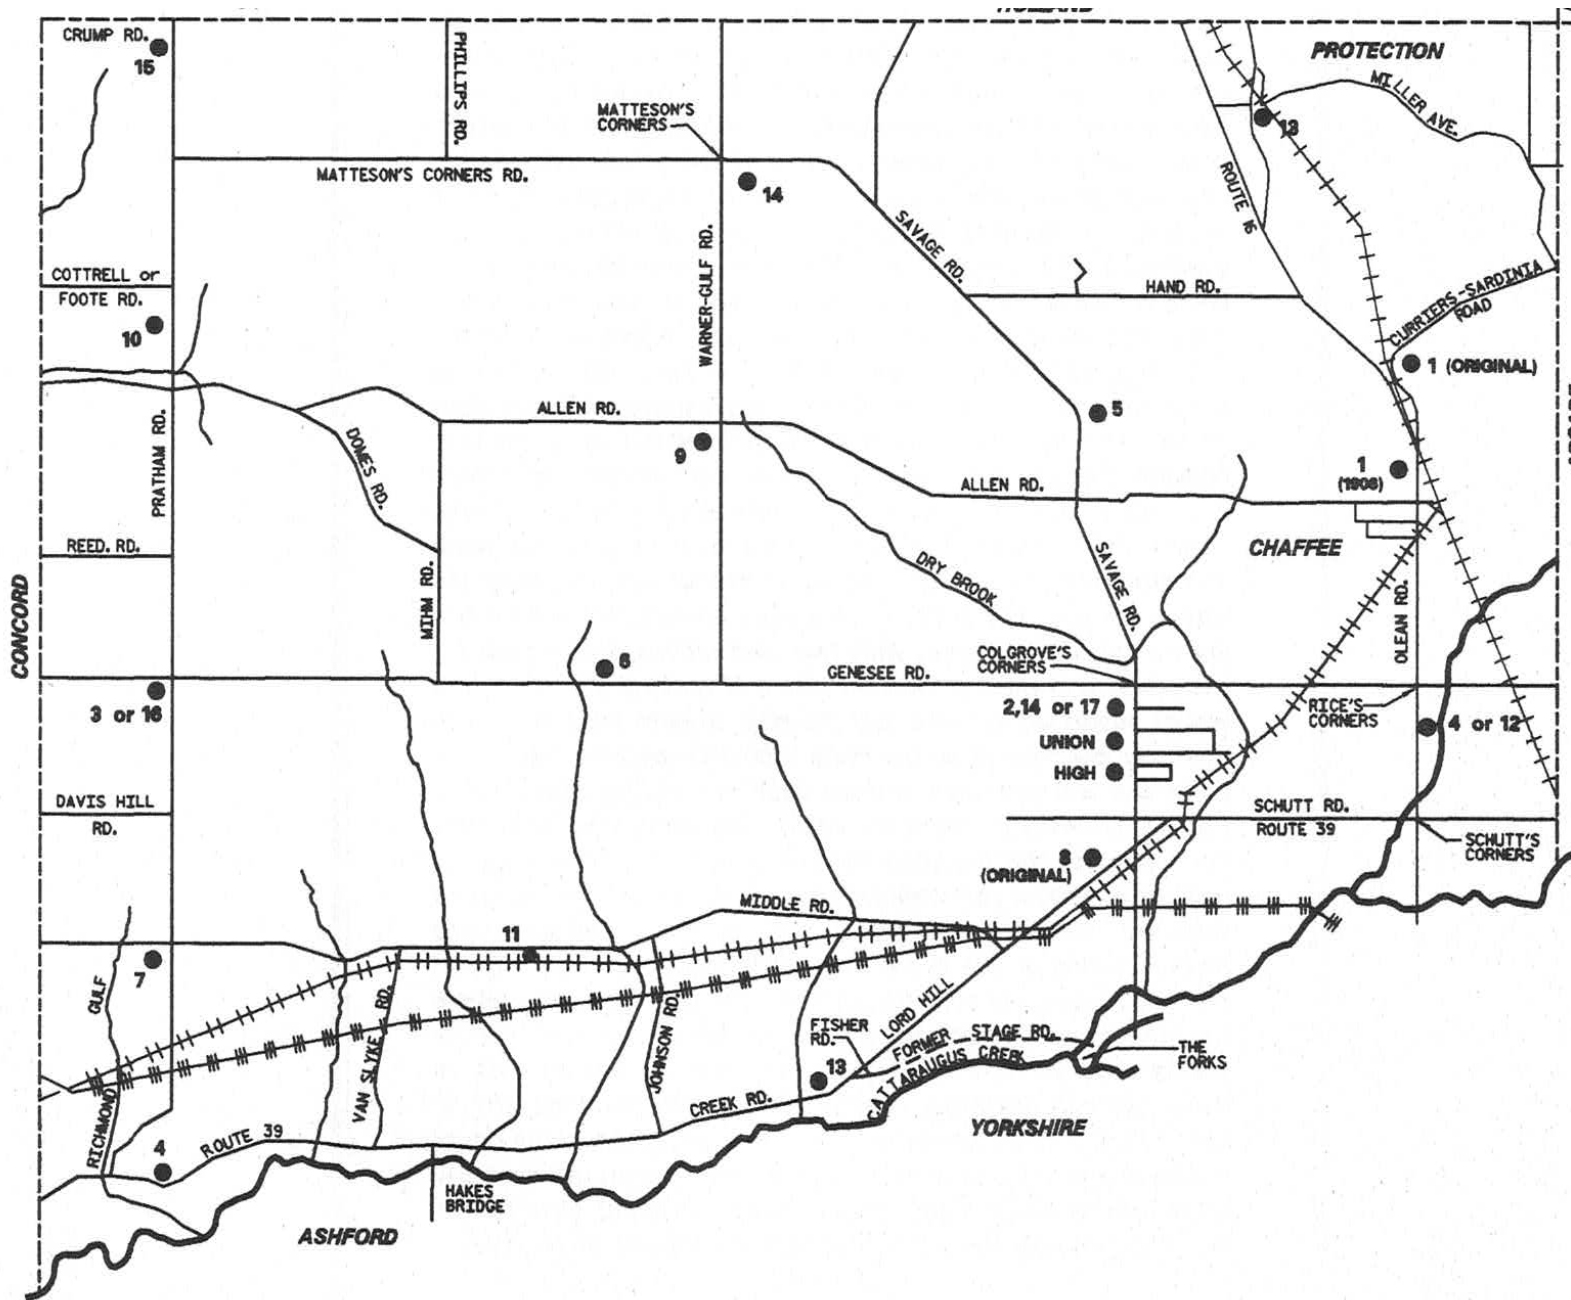 HOLLAND
CRUMP RD.
15
PHILLIPS RD.
PROTECTION
MILLER AVE.
MATTESON'S
CORNERS
13
MATTESON'S CORNERS RD.
14
ROUTE 16
SAVAGE RD.
WARNER-GULF RD.
COTTRELL or
FOOTE RD.
HAND RD.
CURRIERS-SARDINIA
ROAD
10
1 (ORIGINAL)
ALLEN RD.
5
PRATHAM RD.
DOMES RD.
9
1
(1906)
ALLEN RD.
REED. RD.
CHAFFEE
DRY BROOK
SAVAGE RD.
MIHM RD.
OLEAN RD.
CONCORD
COLGROVE'S
CORNERS
6
GENESEE RD.
3 or 16
2,14 or 17
RICE'S
CORNERS
4 or 12
UNION
HIGH
DAVIS HILL
RD.
SCHUTT RD.
ROUTE 39
SCHUTT'S
CORNERS
8
(ORIGINAL)
MIDDLE RD.
11
7
GULF
RICHMOND
VAN SLYKE RD.
JOHNSON RD.
FISHER
RD.
LORD HILL
FORMER STAGE RD.
CATTARAUGUS CREEK
THE
FORKS
13
CREEK RD.
4
ROUTE 39
YORKSHIRE
HAKES
BRIDGE
ASHFORD